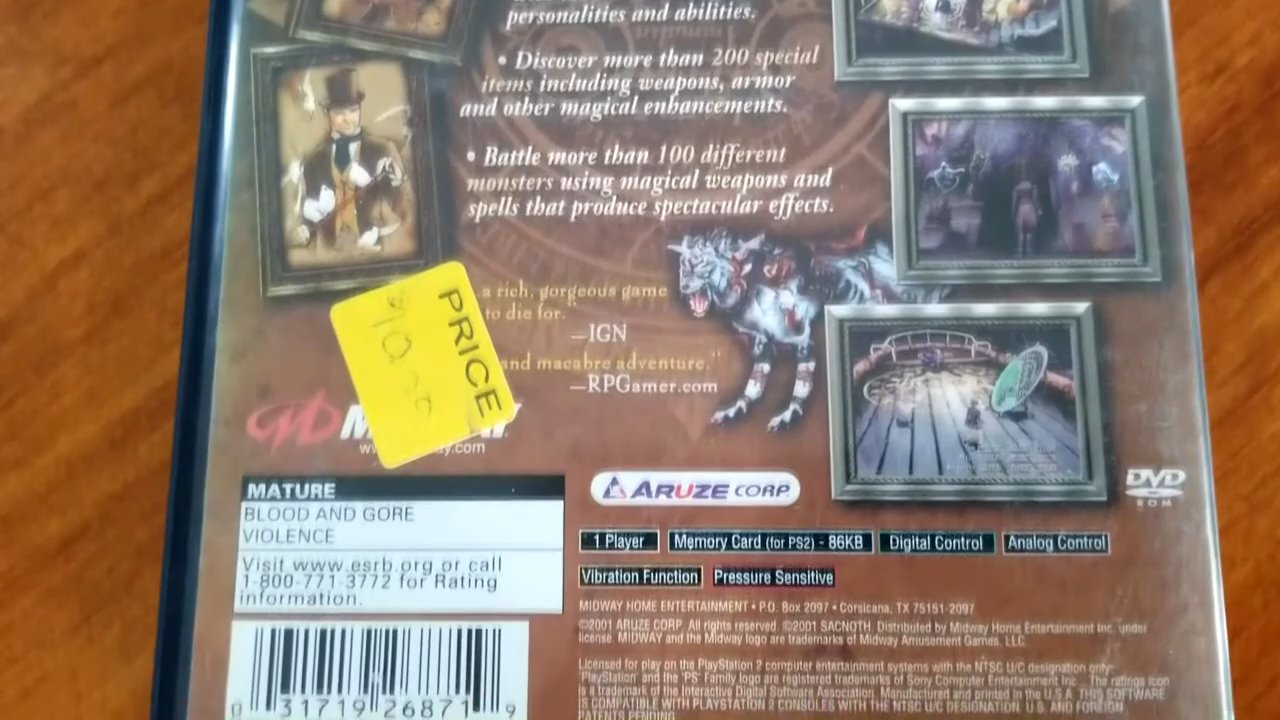 personalities and abilities.
• Discover more than 200 special
items including weapons, armor
and other magical enhancements.
• Battle more than 100 different
monsters using magical weapons and
spells that produce spectacular effects.
a rich, gorgeous game
to die for."
—IGN
and macabre adventure."
—RPGamer.com
PRICE
MATURE
BLOOD AND GORE
VIOLENCE
Visit www.esrb.org or call
1-800-771-3772 for Rating
information.
ARUZE CORP.
DVD
ROM
1 Player
Memory Card (for PS2) - 86KB
Digital Control
Analog Control
Vibration Function
Pressure Sensitive
MIDWAY HOME ENTERTAINMENT • P.O. Box 2097 • Corsicana, TX 75151-2097
©2001 ARUZE CORP. All rights reserved. ©2001 SACNOTH. Distributed by Midway Home Entertainment Inc. under
license. MIDWAY and the Midway logo are trademarks of Midway Amusement Games, LLC.
Licensed for play on the PlayStation 2 computer entertainment systems with the NTSC U/C designation only.
"PlayStation" and the "PS" Family logo are registered trademarks of Sony Computer Entertainment Inc. The ratings icon
is a trademark of the Interactive Digital Software Association. Manufactured and printed in the U.S.A. THIS SOFTWARE
IS COMPATIBLE WITH PLAYSTATION 2 CONSOLES WITH THE NTSC U/C DESIGNATION. U.S. AND FOREIGN
PATENTS PENDING.
0 31719 26871 9